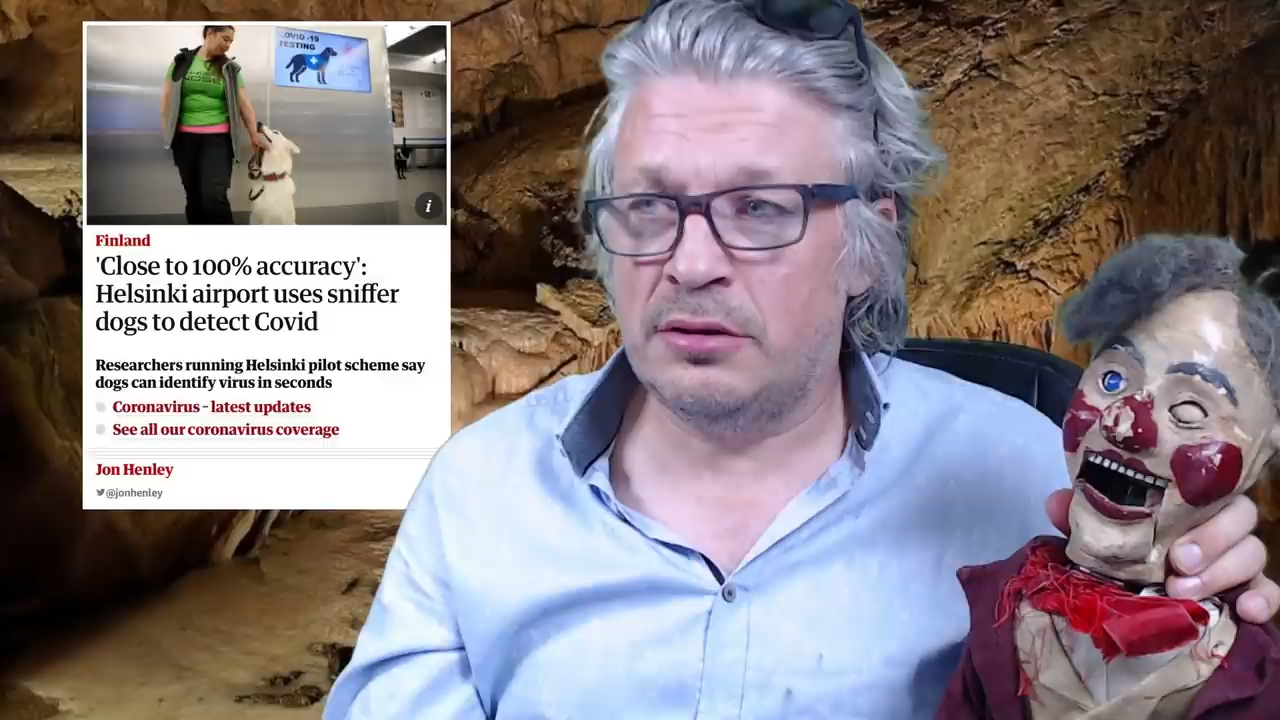 COVID -19
TESTING
NOSE
Finland
'Close to 100% accuracy':
Helsinki airport uses sniffer
dogs to detect Covid
Researchers running Helsinki pilot scheme say
dogs can identify virus in seconds
Coronavirus – latest updates
See all our coronavirus coverage
Jon Henley
@jonhenley
i